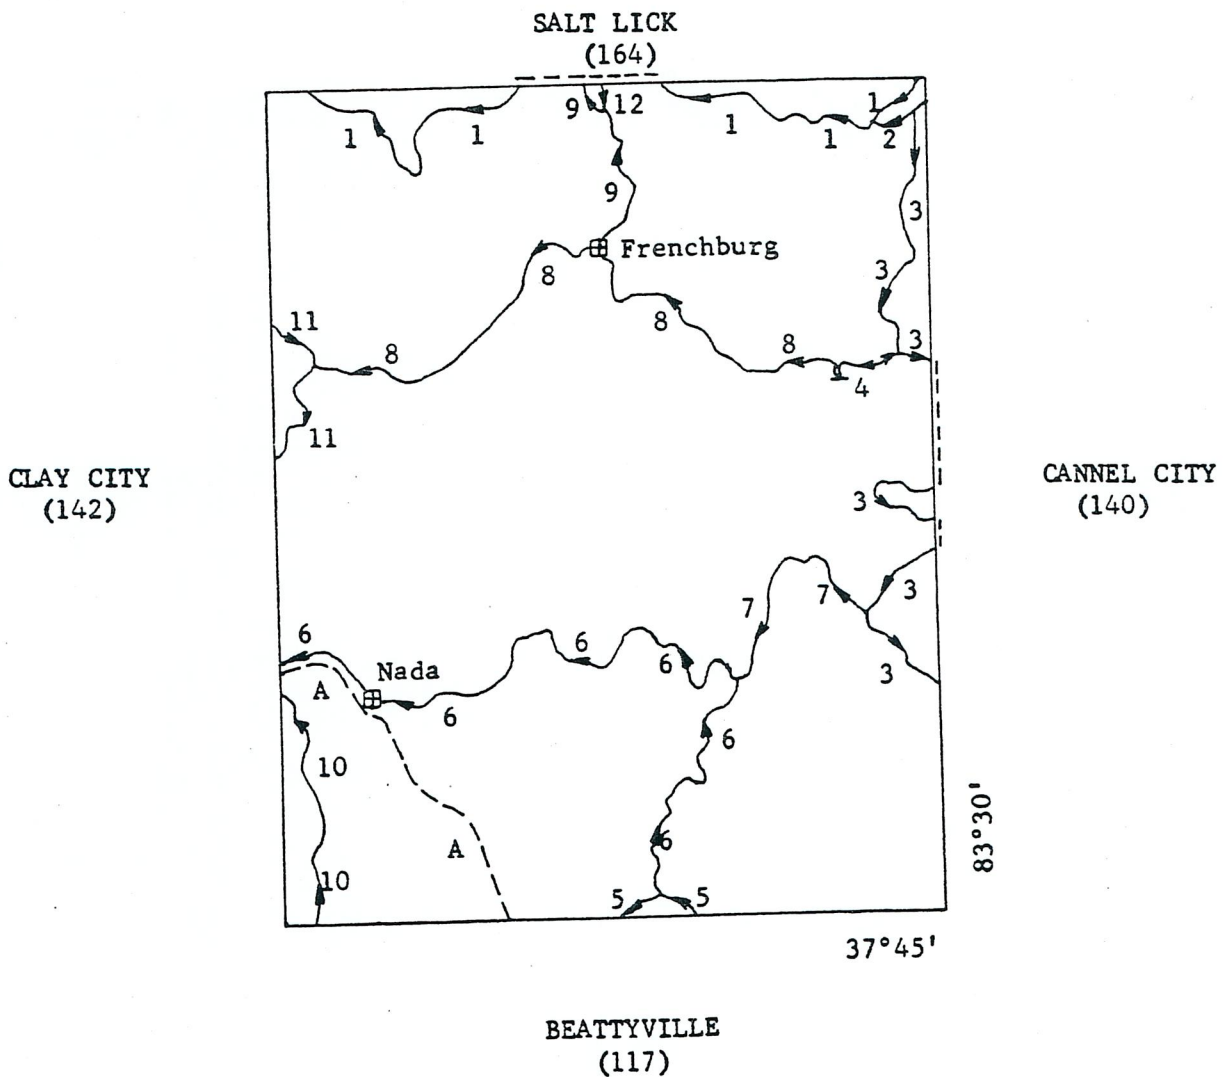 SALT LICK
(164)
9 12 1
1 1 1 1 2
9 3
Frenchburg
8 3
11 8 8 3
8 4
11
CLAY CITY
(142)
CANNEL CITY
(140)
3
7 7 3
6 6 6 3
Nada
A
6 6
10
83°30'
6
A
10
5 5
37°45'
BEATTYVILLE
(117)